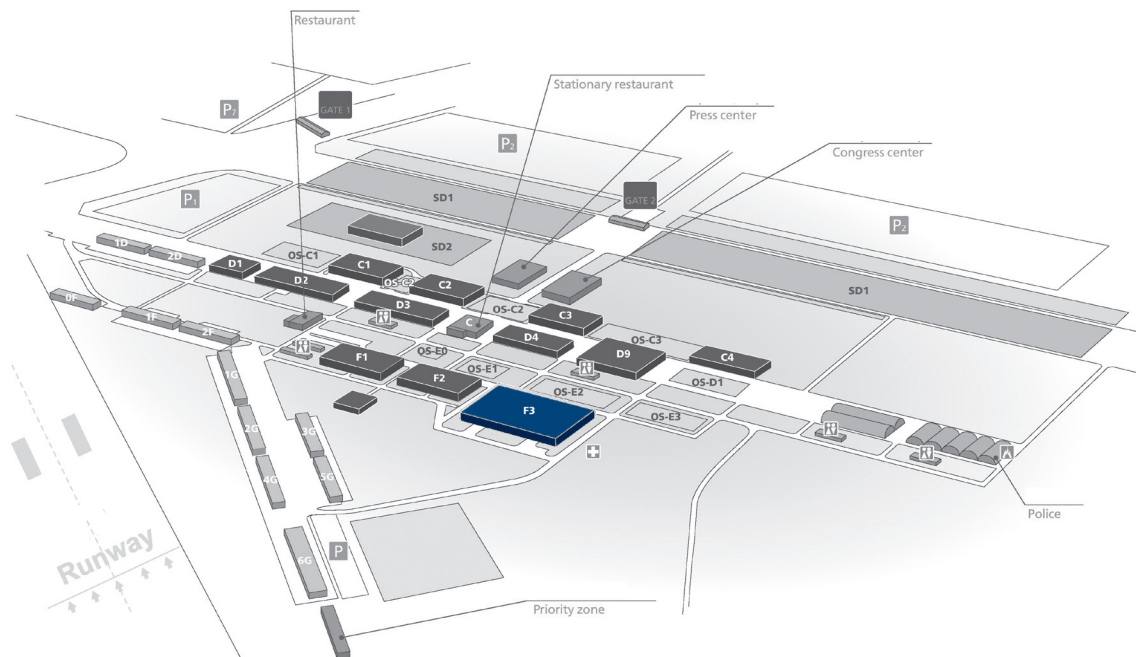 Restaurant
Stationary restaurant
Press center
Congress center
P7
GATE 1
P2
P1
SD1
GATE 2
P2
SD2
SD1
1D
2D
D1
OS-C1
C1
D2
OS-C2
C2
0F
1F
2F
D3
C
OS-C2
C3
D4
OS-C3
D9
C4
F1
OS-E0
OS-E1
F2
OS-E2
OS-D1
F3
OS-E3
1G
2G
3G
4G
5G
6G
P
Runway
Police
Priority zone